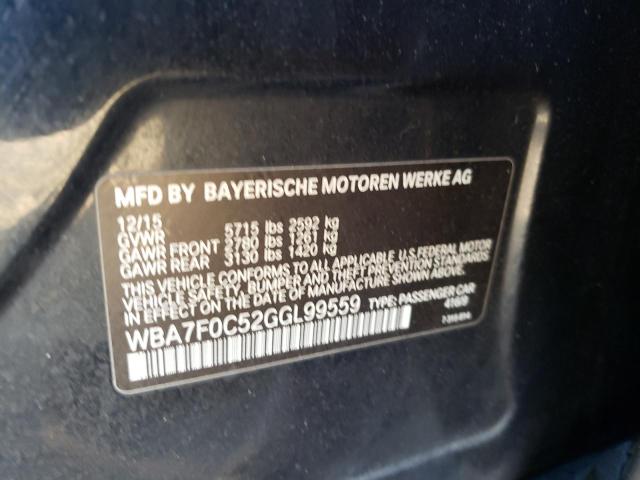 MFD BY BAYERISCHE MOTOREN WERKE AG
12/15
GVWR 5715 lbs 2592 kg
GAWR FRONT 2780 lbs 1261 kg
GAWR REAR 3130 lbs 1420 kg
THIS VEHICLE CONFORMS TO ALL APPLICABLE U.S. FEDERAL MOTOR
VEHICLE SAFETY, BUMPER, AND THEFT PREVENTION STANDARDS
IN EFFECT ON THE DATE OF MANUFACTURE SHOWN ABOVE.
WBA7F0C52GGL99559 TYPE: PASSENGER CAR